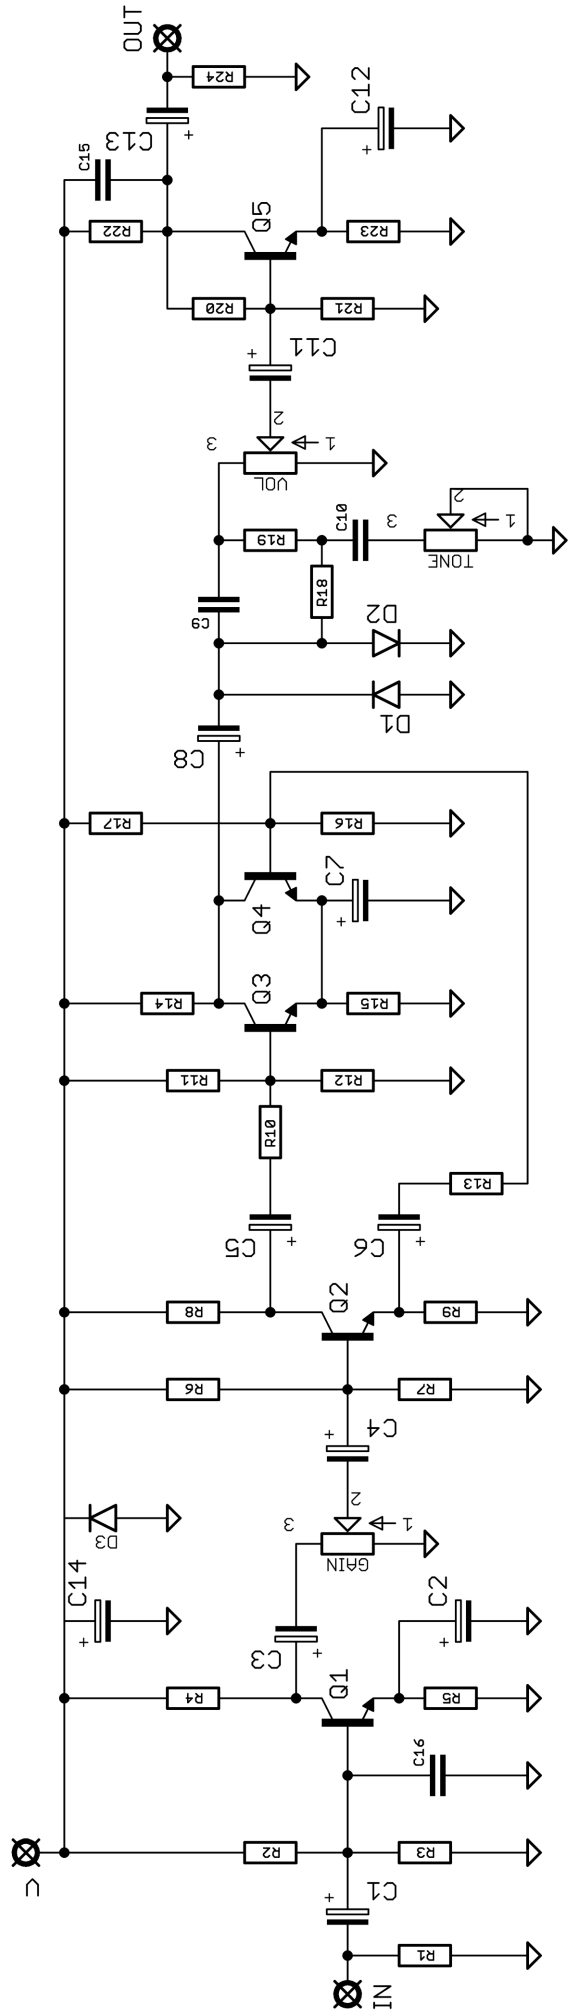 OUT
R24
C12
+
C13
+
C15
Q5
R22
R23
R20
R21
C11
+
2
3
1
VOL
C10
2
3
1
R19
TONE
R18
C9
D2
D1
C8
+
R17
R16
C7
+
Q4
Q3
R14
R15
R11
R12
R10
R13
C5
+
C6
+
Q2
R8
R9
R6
R7
C4
+
2
3
1
D3
GAIN
C14
+
C2
+
C3
+
Q1
R4
R5
C16
R2
R3
V
C1
+
R1
IN